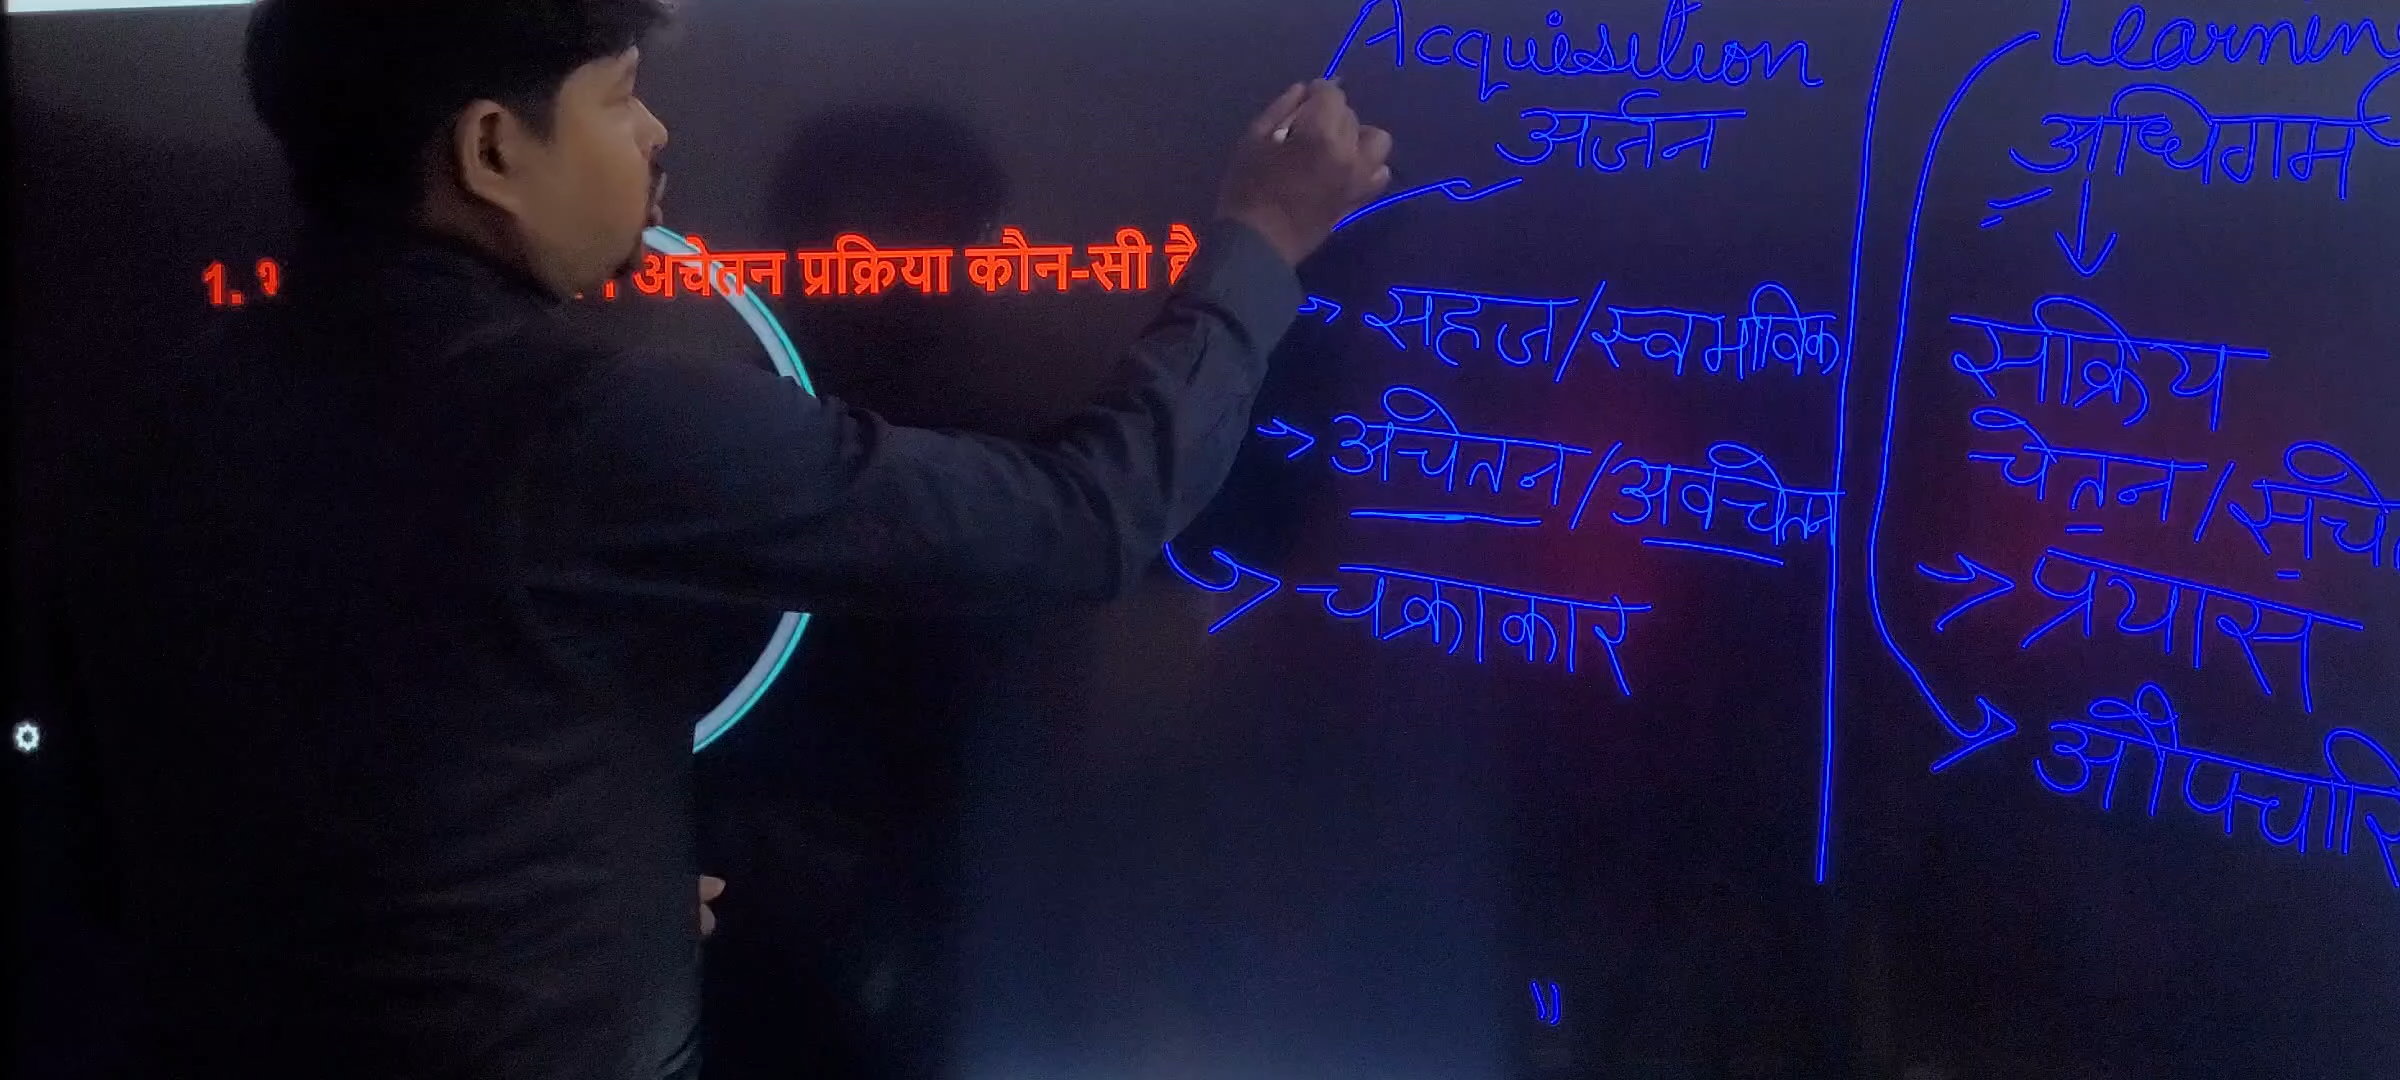 Acquisition
अर्जन
1. अचेतन प्रक्रिया कौन-सी है
सहज/स्वभाविक
अचेतन/अवचेतन
चक्राकार
Learnin
अधिगम
सक्रिय
चेतन/संचे
प्रयास
औपचारि